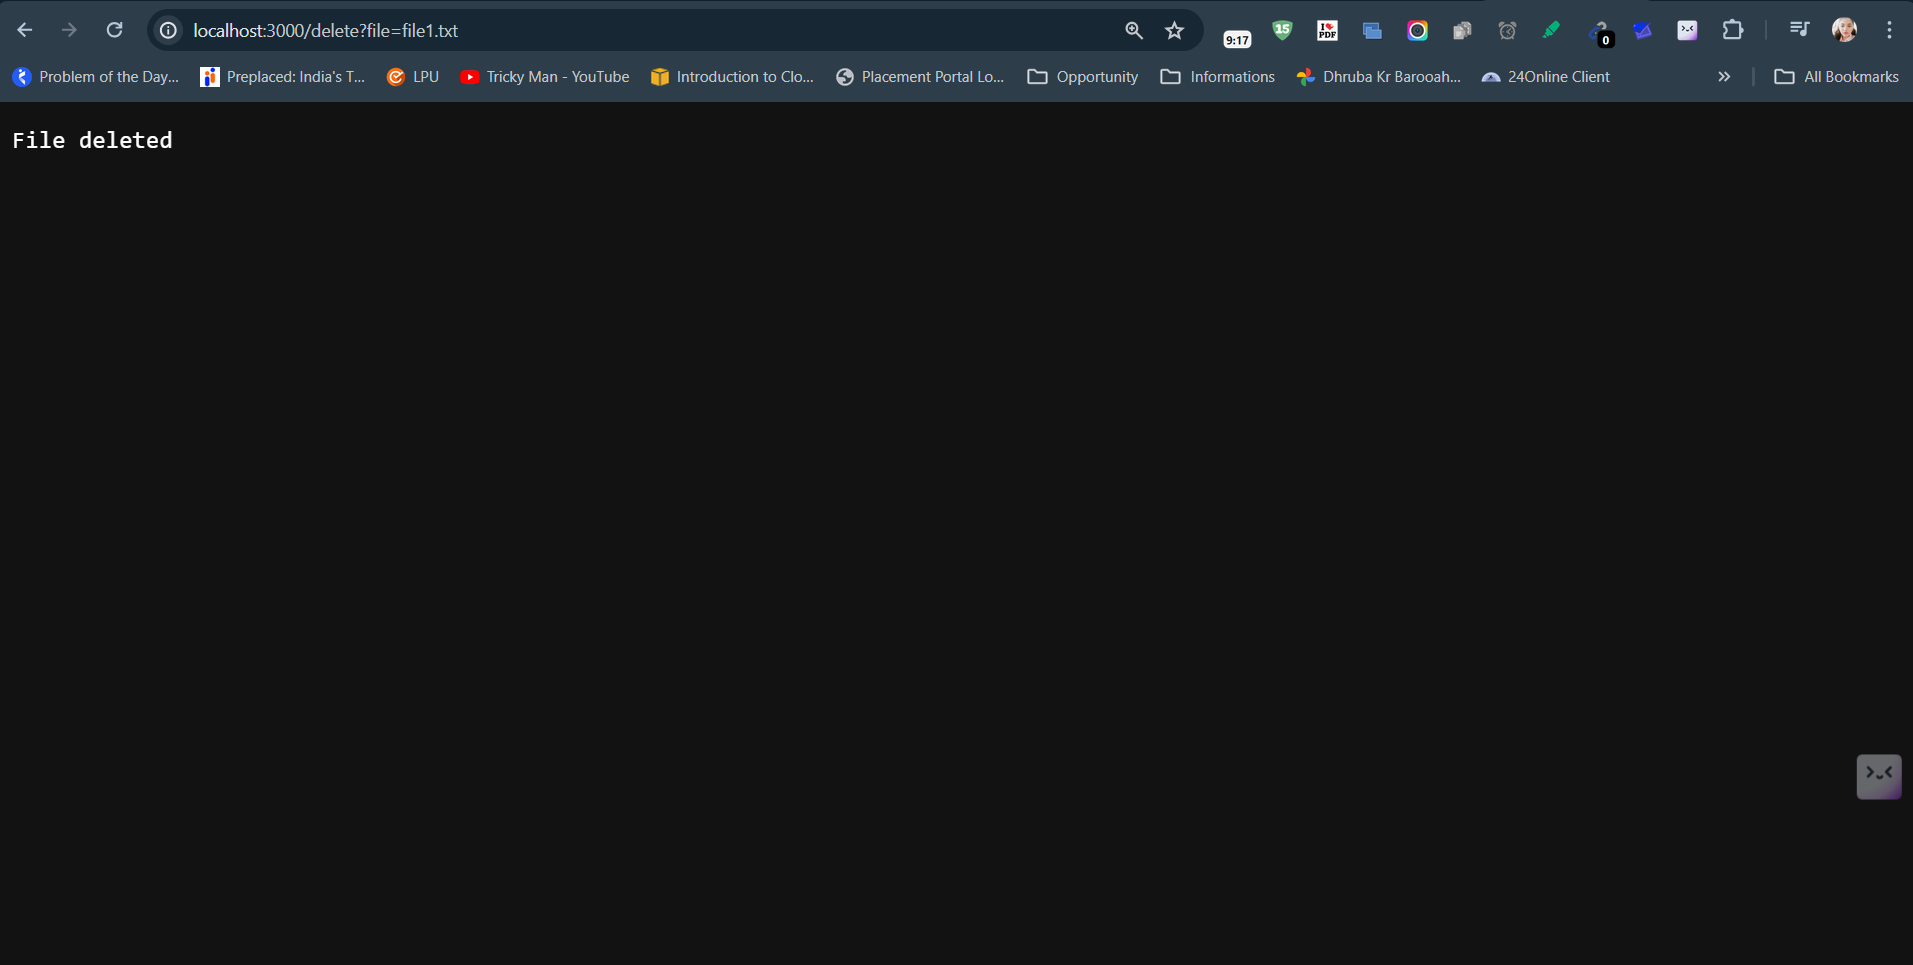 localhost:3000/delete?file=file1.txt
9:17
15
I
PDF
0
Problem of the Day...
Preplaced: India's T...
LPU
Tricky Man - YouTube
Introduction to Clo...
Placement Portal Lo...
Opportunity
Informations
Dhruba Kr Barooah...
24Online Client
All Bookmarks
File deleted